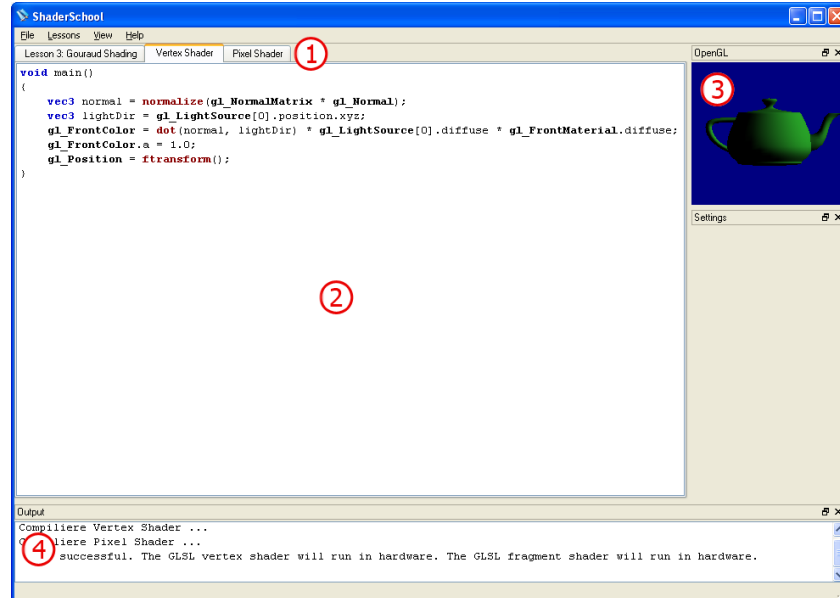 ShaderSchool
File Lessons View Help
Lesson 3: Gouraud Shading Vertex Shader Pixel Shader
1
void main()
{
vec3 normal = normalize(gl_NormalMatrix * gl_Normal);
vec3 lightDir = gl_LightSource[0].position.xyz;
gl_FrontColor = dot(normal, lightDir) * gl_LightSource[0].diffuse * gl_FrontMaterial.diffuse;
gl_FrontColor.a = 1.0;
gl_Position = ftransform();
}
2
OpenGL
3
Settings
Output
Compiliere Vertex Shader ...
Pixel Shader ...
4
successful. The GLSL vertex shader will run in hardware. The GLSL fragment shader will run in hardware.